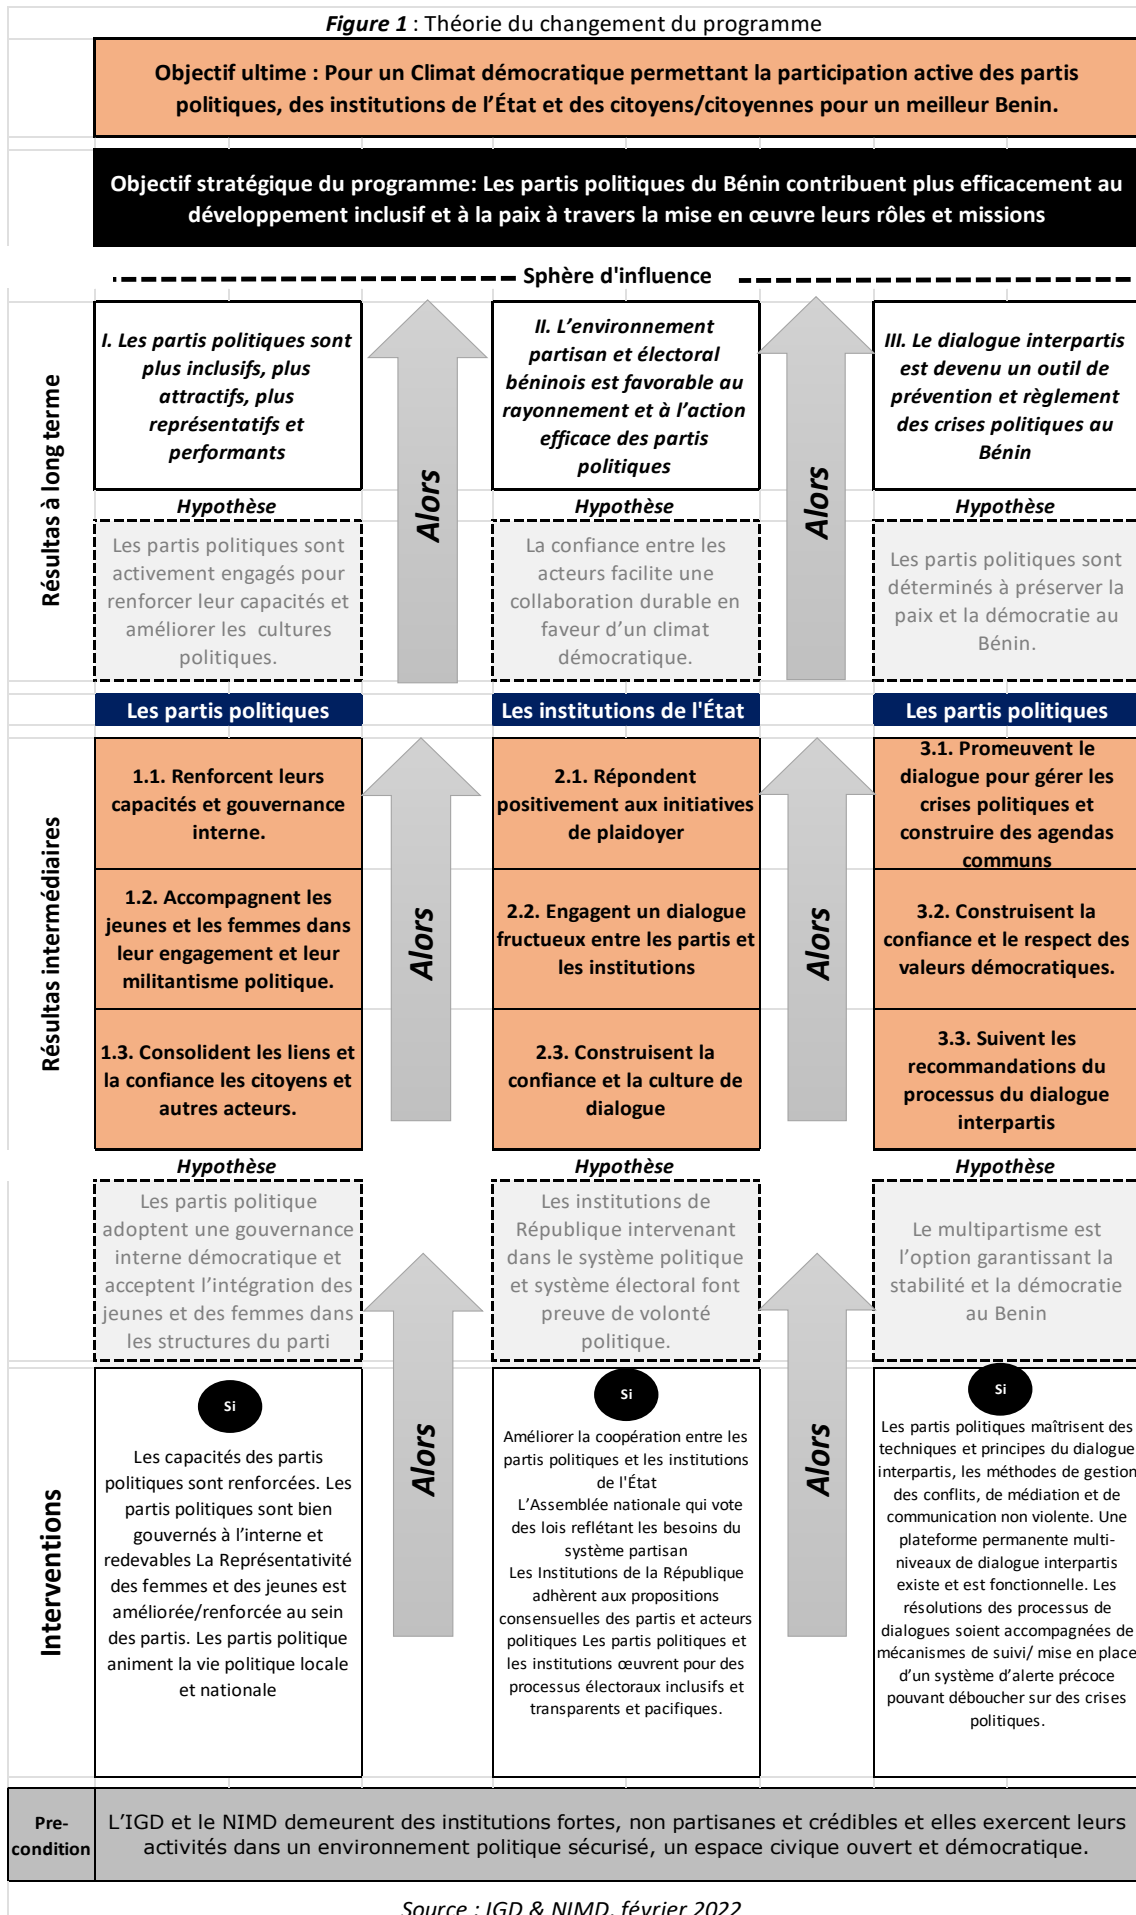 Figure 1 : Théorie du changement du programme
Objectif ultime : Pour un Climat démocratique permettant la participation active des partis
politiques, des institutions de l'État et des citoyens/citoyennes pour un meilleur Benin.
Objectif stratégique du programme: Les partis politiques du Bénin contribuent plus efficacement au
développement inclusif et à la paix à travers la mise en œuvre leurs rôles et missions
Sphère d'influence
Résultas à long terme
I. Les partis politiques sont
plus inclusifs, plus
attractifs, plus
représentatifs et
performants
Hypothèse
Les partis politiques sont
activement engagés pour
renforcer leur capacités et
améliorer les cultures
politiques.
Alors
II. L'environnement
partisan et électoral
béninois est favorable au
rayonnement et à l'action
efficace des partis
politiques
Hypothèse
La confiance entre les
acteurs facilite une
collaboration durable en
faveur d'un climat
démocratique.
Alors
III. Le dialogue interpartis
est devenu un outil de
prévention et règlement
des crises politiques au
Bénin
Hypothèse
Les partis politiques sont
déterminés à préserver la
paix et la démocratie au
Bénin.
Résultas intermédiaires
Les partis politiques
1.1. Renforcent leurs
capacités et gouvernance
interne.
1.2. Accompagnent les
jeunes et les femmes dans
leur engagement et leur
militantisme politique.
1.3. Consolident les liens et
la confiance les citoyens et
autres acteurs.
Hypothèse
Les partis politique
adoptent une gouvernance
interne démocratique et
acceptent l'intégration des
jeunes et des femmes dans
les structures du parti
Alors
Les institutions de l'État
2.1. Répondent
positivement aux initiatives
de plaidoyer
2.2. Engagent un dialogue
fructueux entre les partis et
les institutions
2.3. Construisent la
confiance et la culture de
dialogue
Hypothèse
Les institutions de
République intervenant
dans le système politique
et système électoral font
preuve de volonté
politique.
Alors
Les partis politiques
3.1. Promeuvent le
dialogue pour gérer les
crises politiques et
construire des agendas
communs
3.2. Construisent la
confiance et le respect des
valeurs démocratiques.
3.3. Suivent les
recommandations du
processus du dialogue
interpartis
Hypothèse
Le multipartisme est
l'option garantissant la
stabilité et la démocratie
au Benin
Interventions
Si
Les capacités des partis
politiques sont renforcées. Les
partis politiques sont bien
gouvernés à l'interne et
redevables La Représentativité
des femmes et des jeunes est
améliorée/renforcée au sein
des partis. Les partis politique
animent la vie politique locale
et nationale
Alors
Si
Améliorer la coopération entre les
partis politiques et les institutions
de l'État
L'Assemblée nationale qui vote
des lois reflétant les besoins du
système partisan
Les Institutions de la République
adhèrent aux propositions
consensuelles des partis et acteurs
politiques Les partis politiques et
les institutions œuvrent pour des
processus électoraux inclusifs et
transparents et pacifiques.
Alors
Si
Les partis politiques maîtrisent des
techniques et principes du dialogue
interpartis, les méthodes de gestion
des conflits, de médiation et de
communication non violente. Une
plateforme permanente multi-
niveaux de dialogue interpartis
existe et est fonctionnelle. Les
résolutions des processus de
dialogues soient accompagnées de
mécanismes de suivi/ mise en place
d'un système d'alerte précoce
pouvant déboucher sur des crises
politiques.
Pre-
condition
L'IGD et le NIMD demeurent des institutions fortes, non partisanes et crédibles et elles exercent leurs
activités dans un environnement politique sécurisé, un espace civique ouvert et démocratique.
Source : IGD & NIMD, février 2022